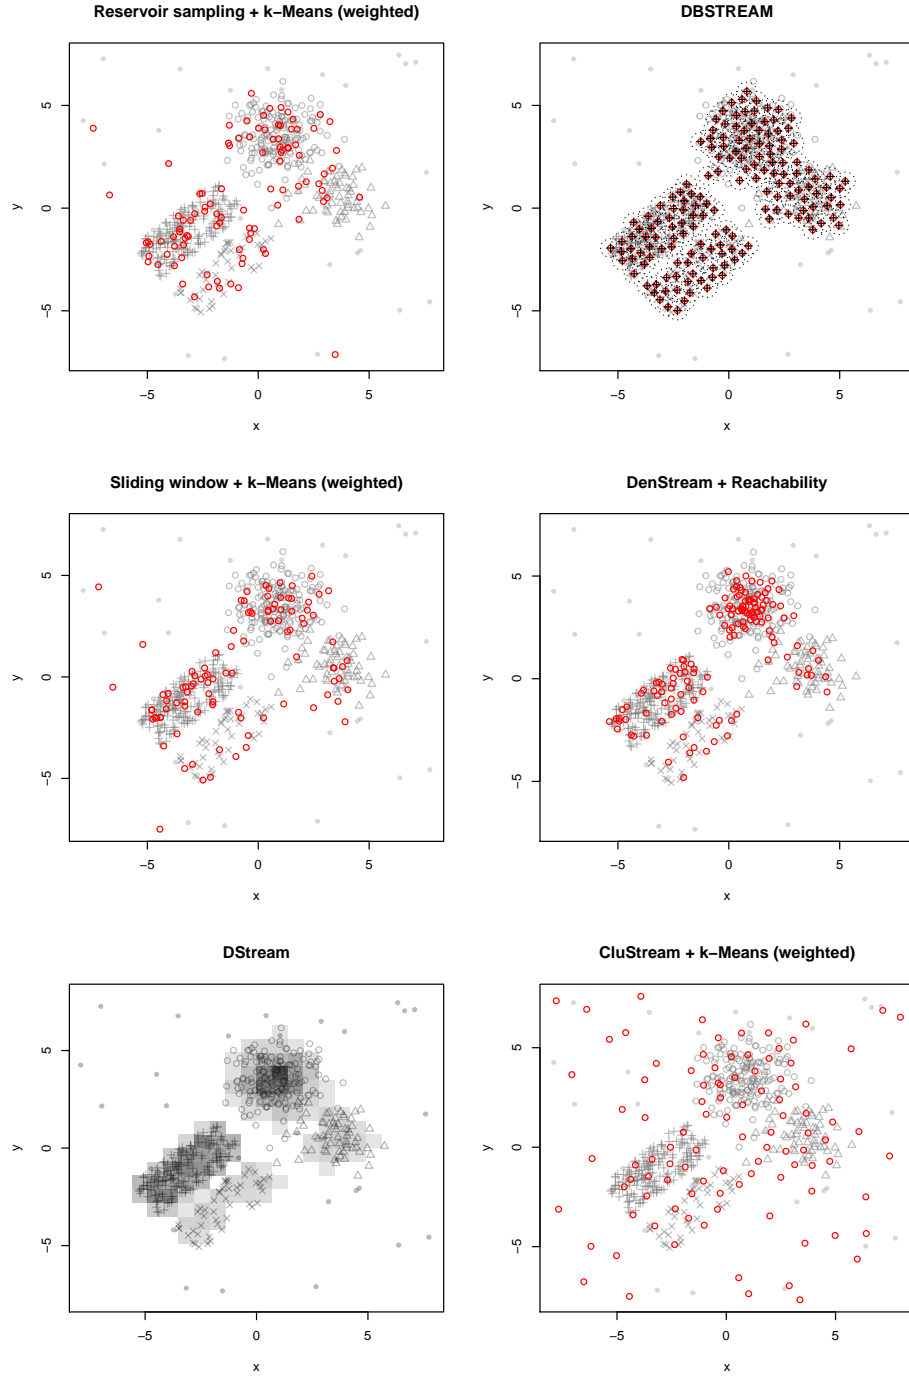 Reservoir sampling + k−Means (weighted)
y
5
0
−5
−5
0
5
x
DBSTREAM
y
5
0
−5
−5
0
5
x
Sliding window + k−Means (weighted)
y
5
0
−5
−5
0
5
x
DenStream + Reachability
y
5
0
−5
−5
0
5
x
DStream
y
5
0
−5
−5
0
5
x
CluStream + k−Means (weighted)
y
5
0
−5
−5
0
5
x